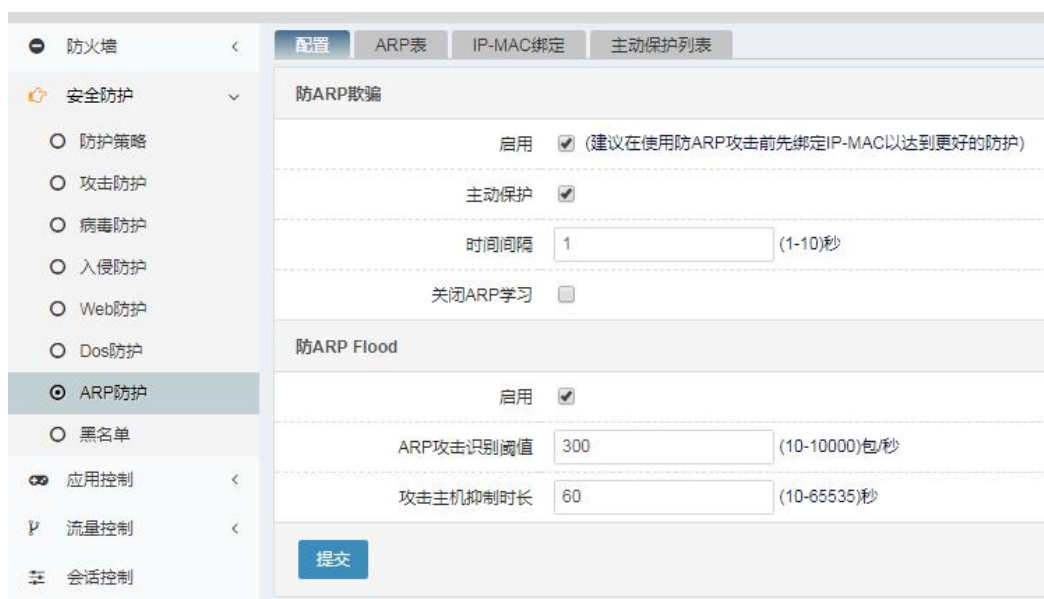 防火墙
配置
ARP表
IP-MAC绑定
主动保护列表
安全防护
防护策略
攻击防护
病毒防护
入侵防护
Web防护
Dos防护
ARP防护
黑名单
应用控制
流量控制
会话控制
防ARP欺骗
启用 (建议在使用防ARP攻击前先绑定IP-MAC以达到更好的防护)
主动保护
时间间隔 1 (1-10)秒
关闭ARP学习
防ARP Flood
启用
ARP攻击识别阈值 300 (10-10000)包/秒
攻击主机抑制时长 60 (10-65535)秒
提交